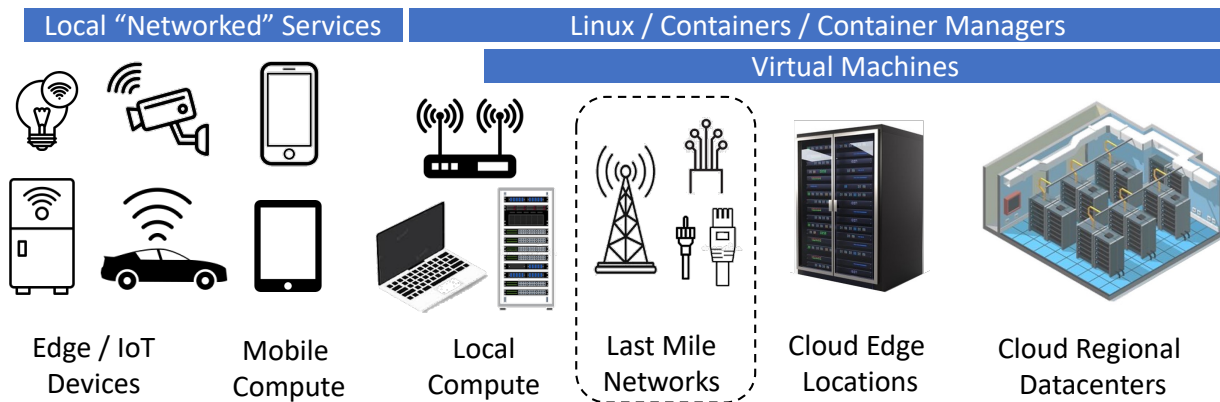 Local “Networked” Services
Linux / Containers / Container Managers
Virtual Machines
Edge / IoT
Devices
Mobile
Compute
Local
Compute
Last Mile
Networks
Cloud Edge
Locations
Cloud Regional
Datacenters